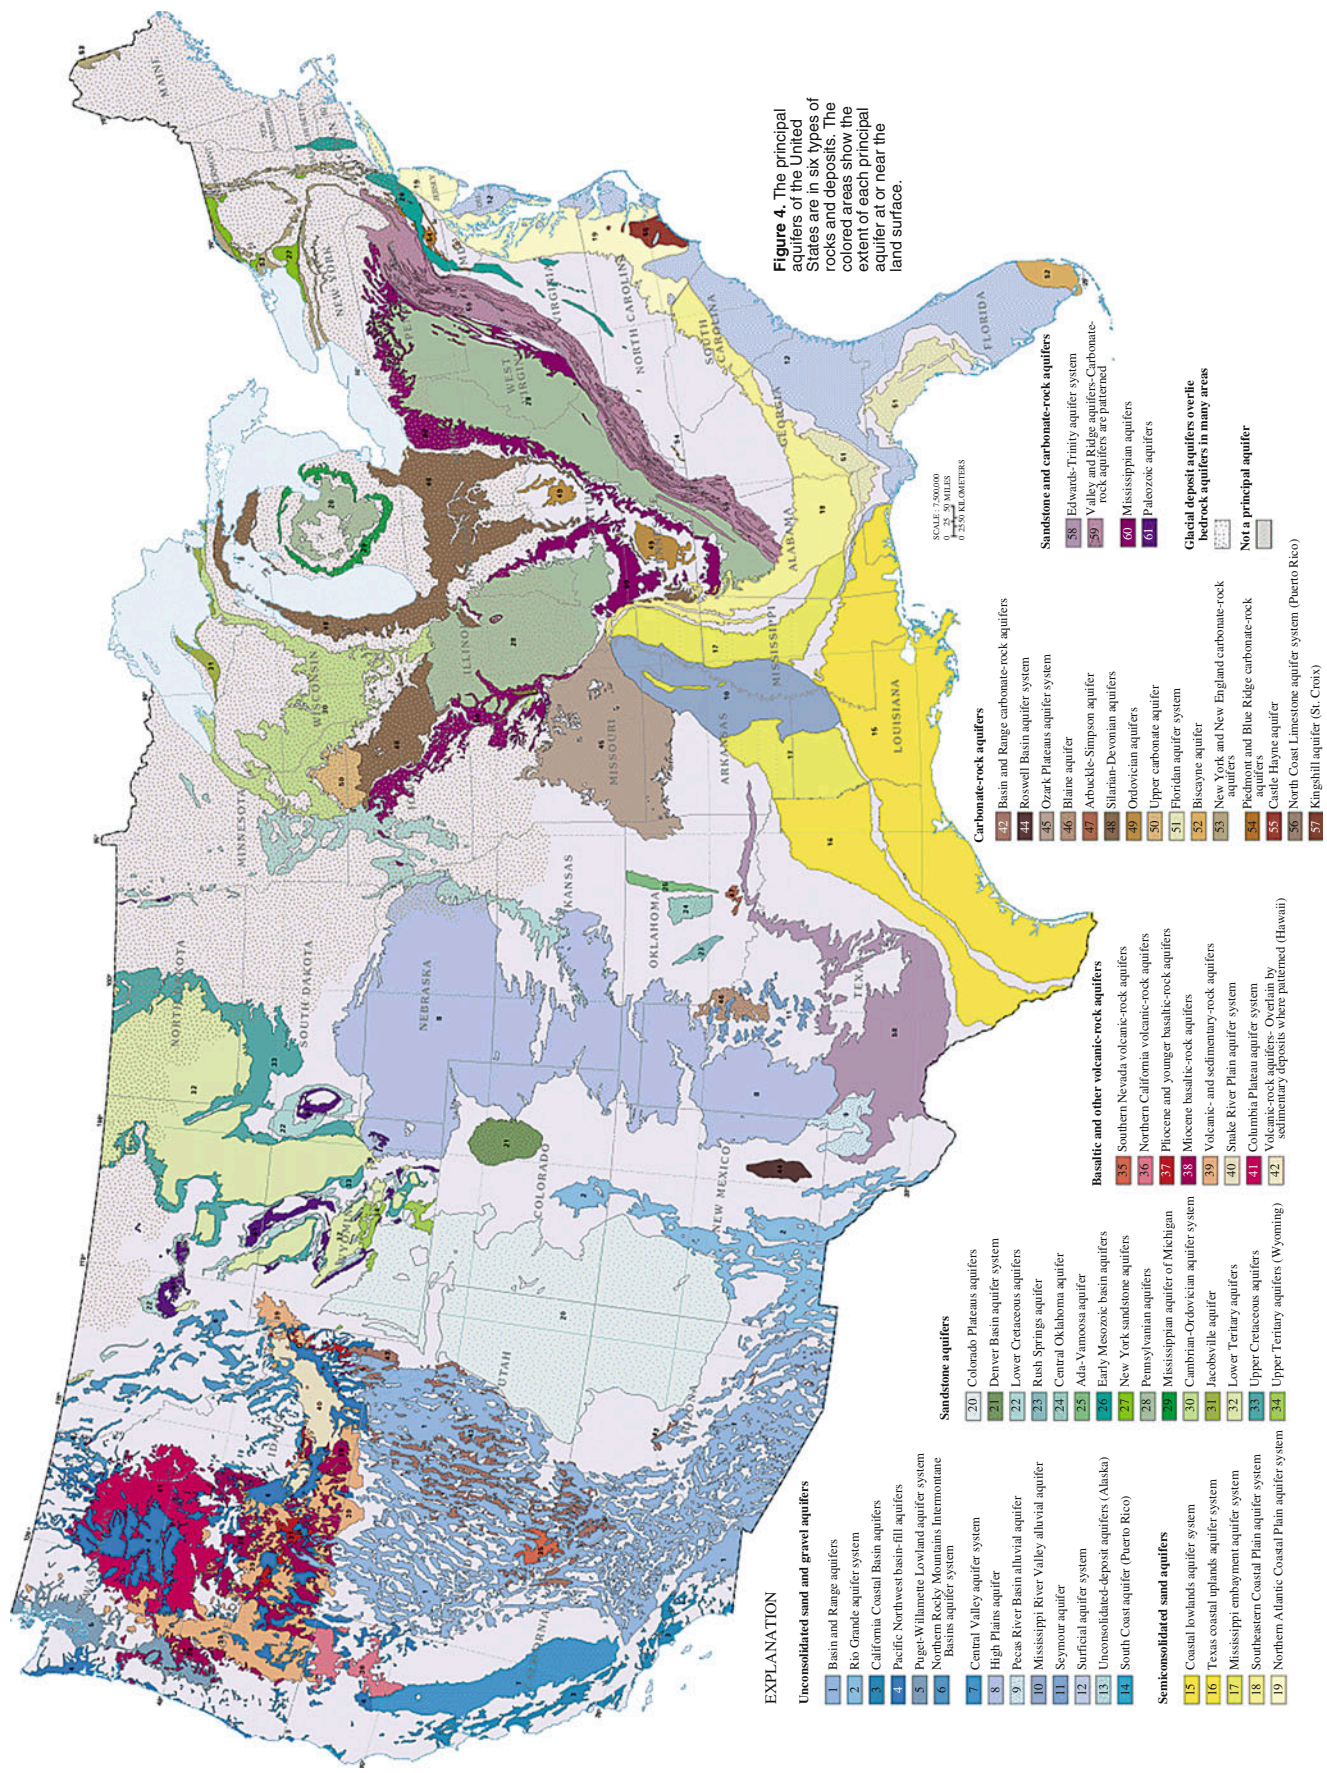 Figure 4. The principal
aquifers of the United
States are in six types of
rocks and deposits. The
colored areas show the
extent of each principal
aquifer at or near the
land surface.
MAINE
NEW YORK
WEST
VIRGINIA
NORTH CAROLINA
SOUTH
CAROLINA
GEORGIA
FLORIDA
ALABAMA
MISSISSIPPI
LOUISIANA
ARKANSAS
MISSOURI
WISCONSIN
MINNESOTA
NORTH DAKOTA
SOUTH DAKOTA
NEBRASKA
KANSAS
OKLAHOMA
TEXAS
NEW MEXICO
COLORADO
UTAH
SCALE 1:7,500,000
0 25 50 MILES
0 25 50 KILOMETERS
EXPLANATION
Unconsolidated sand and gravel aquifers
1 Basin and Range aquifers
2 Rio Grande aquifer system
3 California Coastal Basin aquifers
4 Pacific Northwest basin-fill aquifers
5 Puget-Willamette Lowland aquifer system
6 Northern Rocky Mountains Intermontane
Basins aquifer system
7 Central Valley aquifer system
8 High Plains aquifer
9 Pecas River Basin alluvial aquifer
10 Mississippi River Valley alluvial aquifer
11 Seymour aquifer
12 Surficial aquifer system
13 Unconsolidated-deposit aquifers (Alaska)
14 South Coast aquifer (Puerto Rico)
Semiconsolidated sand aquifers
15 Coastal lowlands aquifer system
16 Texas coastal uplands aquifer system
17 Mississippi embayment aquifer system
18 Southeastern Coastal Plain aquifer system
19 Northern Atlantic Coastal Plain aquifer system
Sandstone aquifers
20 Colorado Plateaus aquifers
21 Denver Basin aquifer system
22 Lower Cretaceous aquifers
23 Rush Springs aquifer
24 Central Oklahoma aquifer
25 Ada-Vamoosa aquifer
26 Early Mesozoic basin aquifers
27 New York sandstone aquifers
28 Pennsylvanian aquifers
29 Mississippian aquifer of Michigan
30 Cambrian-Ordovician aquifer system
31 Jacobsville aquifer
32 Lower Tertiary aquifers
33 Upper Cretaceous aquifers
34 Upper Tertiary aquifers (Wyoming)
Basaltic and other volcanic-rock aquifers
35 Southern Nevada volcanic-rock aquifers
36 Northern California volcanic-rock aquifers
37 Pliocene and younger basaltic-rock aquifers
38 Miocene basaltic-rock aquifers
39 Volcanic- and sedimentary-rock aquifers
40 Snake River Plain aquifer system
41 Columbia Plateau aquifer system
42 Volcanic-rock aquifers- Overlain by
sedimentary deposits where patterned (Hawaii)
Carbonate-rock aquifers
42 Basin and Range carbonate-rock aquifers
44 Roswell Basin aquifer system
45 Ozark Plateaus aquifer system
46 Blaine aquifer
47 Arbuckle-Simpson aquifer
48 Silarian-Devonian aquifers
49 Ordovician aquifers
50 Upper carbonate aquifer
51 Floridan aquifer system
52 Biscayne aquifer
53 New York and New England carbonate-rock
aquifers
54 Piedmont and Blue Ridge carbonate-rock
aquifers
55 Castle Hayne aquifer
56 North Coast Limestone aquifer system (Puerto Rico)
57 Kingshill aquifer (St. Croix)
Sandstone and carbonate-rock aquifers
58 Edwards-Trinity aquifer system
59 Valley and Ridge aquifers-Carbonate-
rock aquifers are patterned
60 Mississippian aquifers
61 Paleozoic aquifers
Glacial deposit aquifers overlie
bedrock aquifers in many areas
Not a principal aquifer